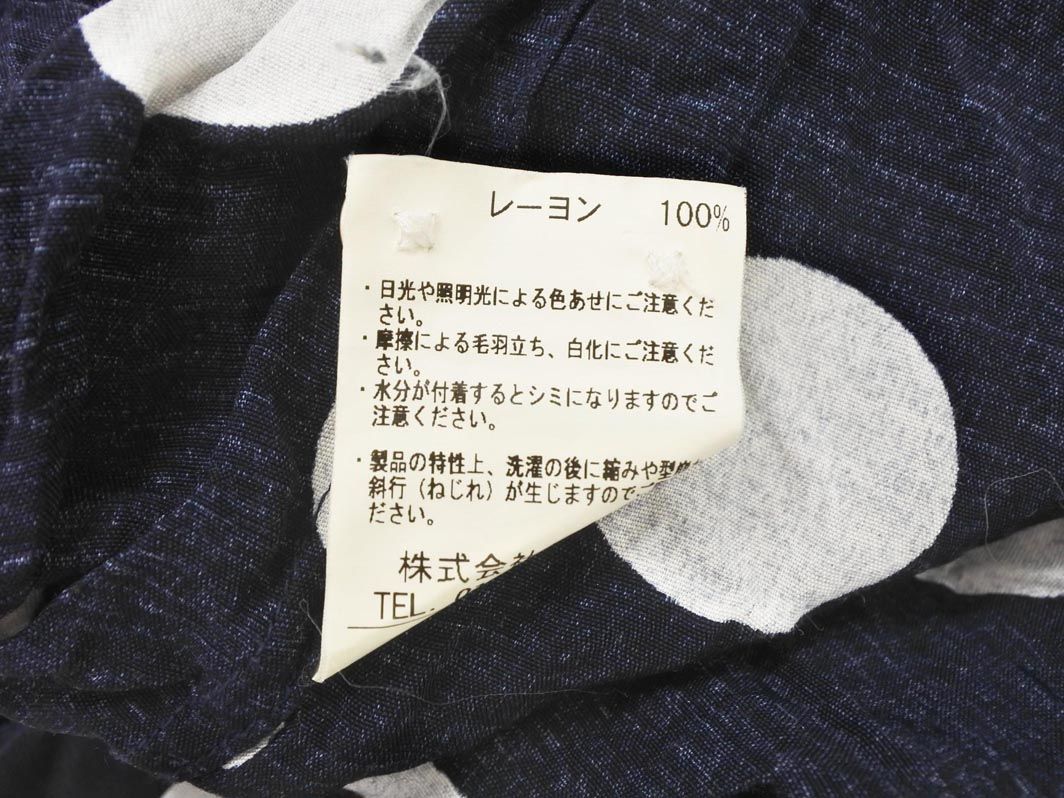 レーヨン 100%
・日光や照明光による色あせにご注意くだ
さい。
・摩擦による毛羽立ち、白化にご注意くだ
さい。
・水分が付着するとシミになりますのでご
注意ください。
・製品の特性上、洗濯の後に縮みや型
斜行（ねじれ）が生じますので
ださい。
株式会
TEL.